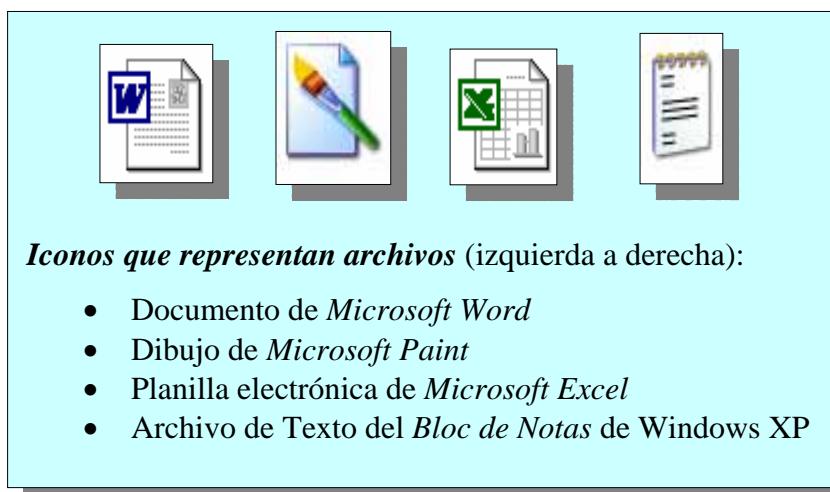 W
X
Iconos que representan archivos (izquierda a derecha):
• Documento de Microsoft Word
• Dibujo de Microsoft Paint
• Planilla electrónica de Microsoft Excel
• Archivo de Texto del Bloc de Notas de Windows XP